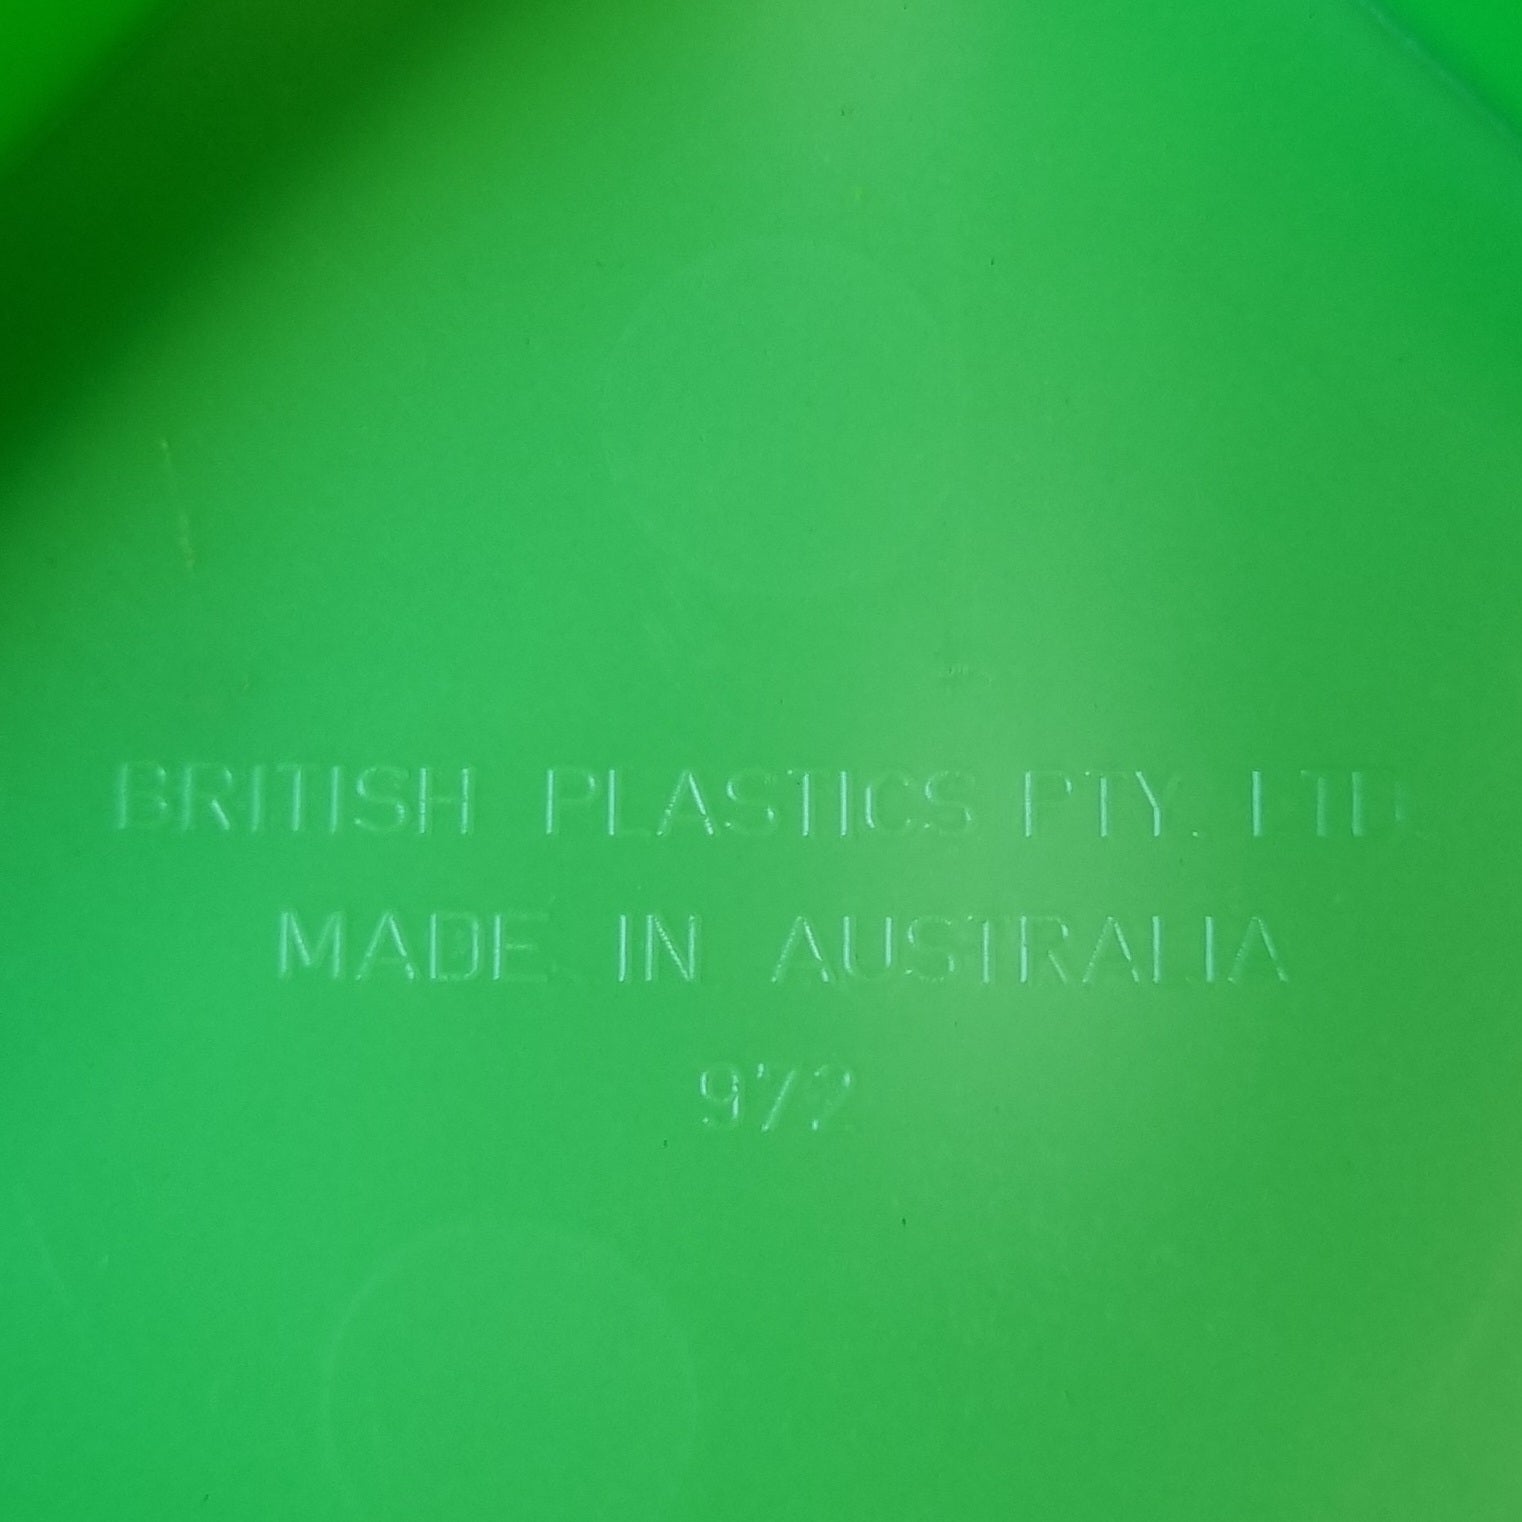 BRITISH PLASTICS PTY. LTD.
MADE IN AUSTRALIA
972